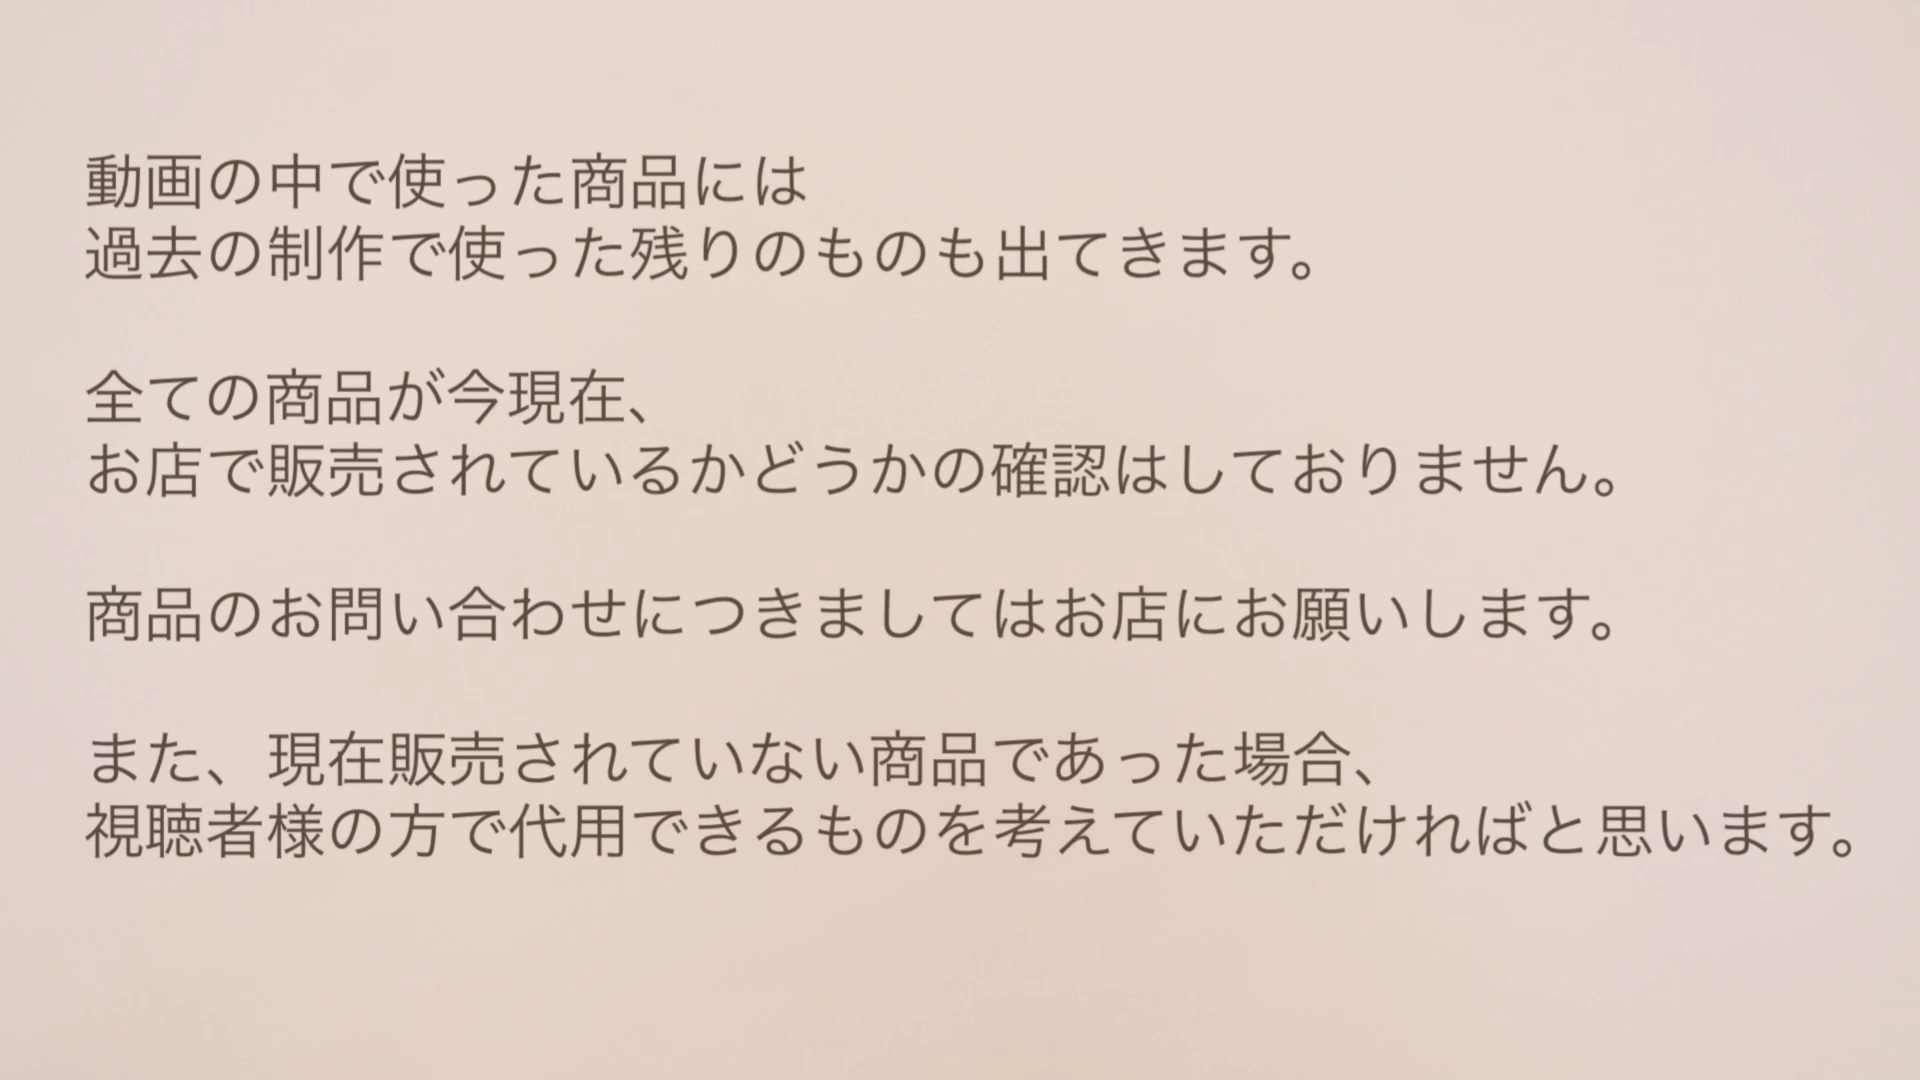 動画の中で使った商品には
過去の制作で使った残りのものも出てきます。
全ての商品が今現在、
お店で販売されているかどうかの確認はしておりません。
商品のお問い合わせにつきましてはお店にお願いします。
また、現在販売されていない商品であった場合、
視聴者様の方で代用できるものを考えていただければと思います。